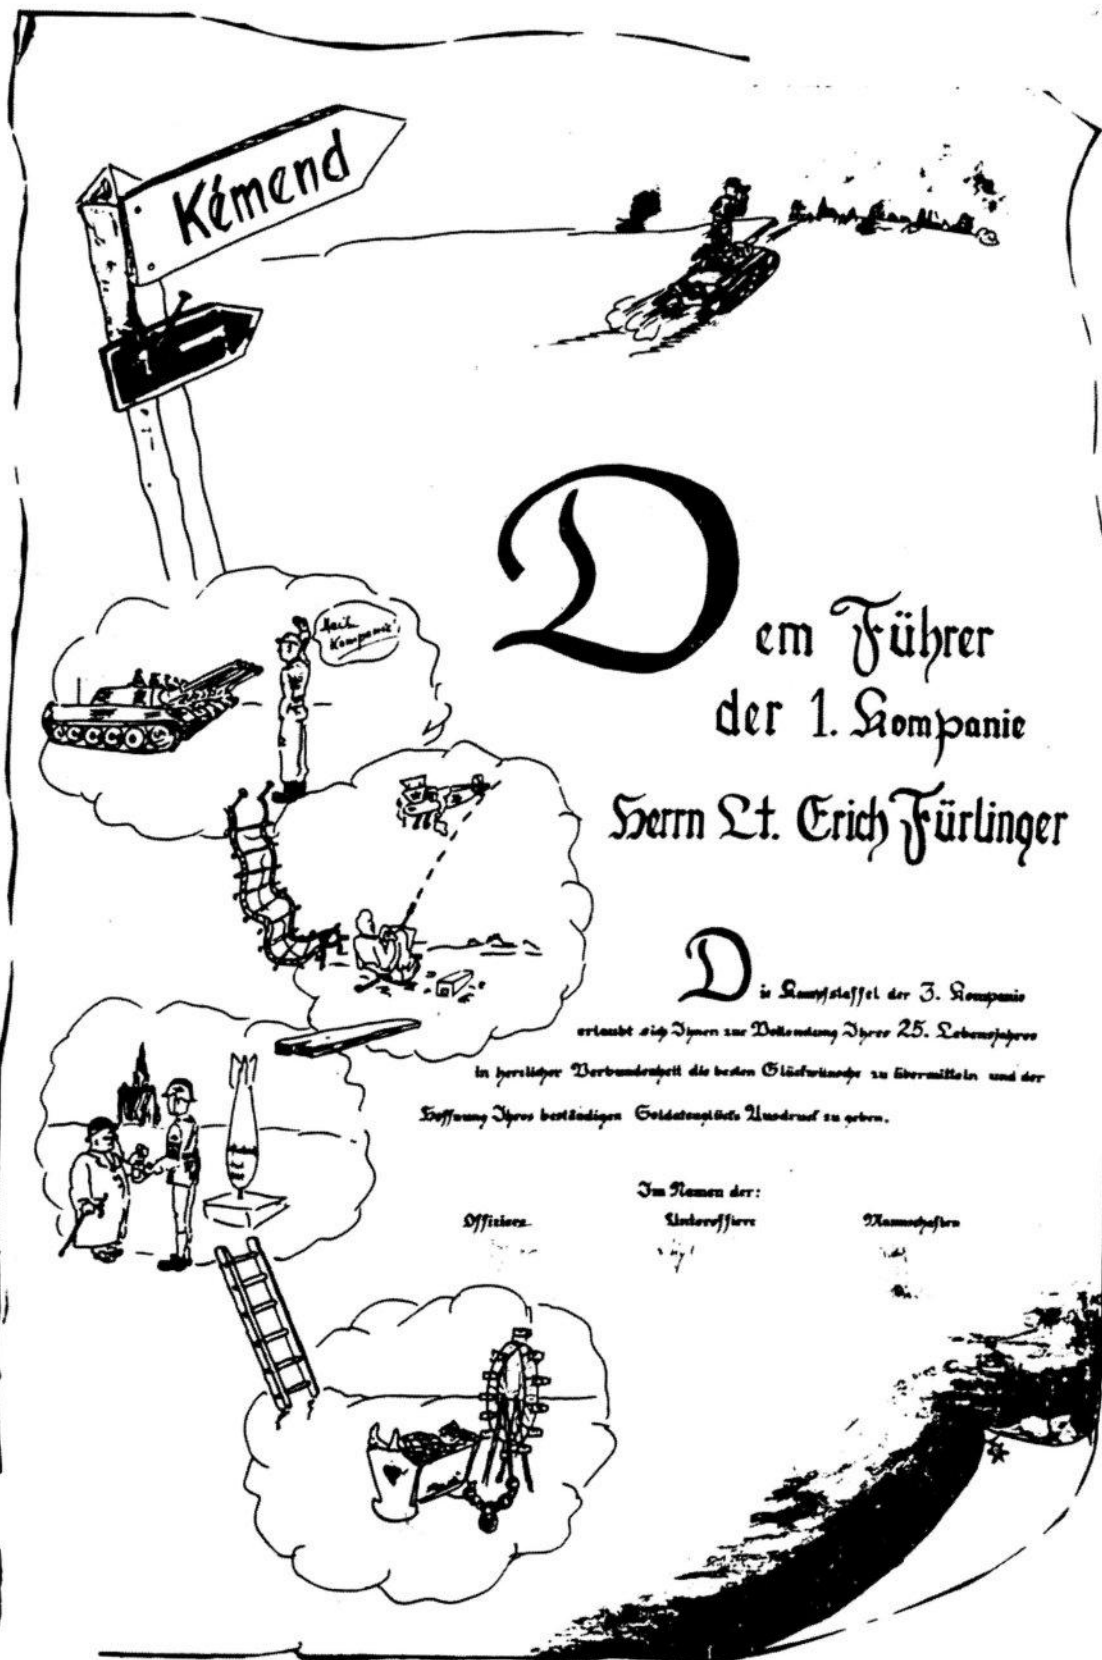 Kémend
Heil
Kompanie!
Dem Führer
der 1. Kompanie
Herrn Lt. Erich Fürlinger
Die Kampfstaffel der 3. Kompanie
erlaubt sich Ihnen zur Vollendung Ihres 25. Lebensjahres
in herzlicher Verbundenheit die besten Glückwünsche zu übermitteln und der
Hoffnung Ihres beständigen Soldatenglücks Ausdruck zu geben.
Im Namen der:
Offiziere Unteroffiziere Mannschaften